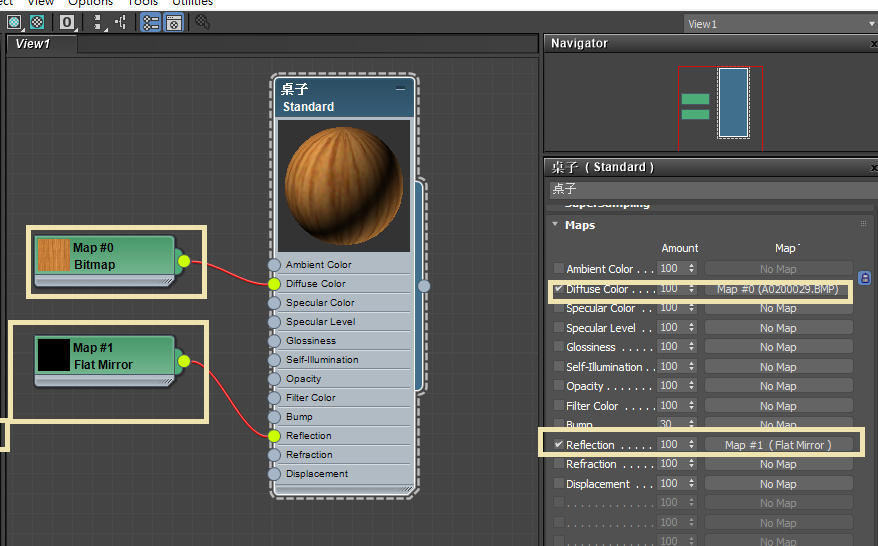 View Options Tools Utilities
0
View1
View1
Navigator
桌子
Standard
Map #0
Bitmap
Map #1
Flat Mirror
Ambient Color
Diffuse Color
Specular Color
Specular Level
Glossiness
Self-Illumination
Opacity
Filter Color
Bump
Reflection
Refraction
Displacement
桌子 ( Standard )
桌子
SuperSampling
Maps
Amount Map
Ambient Color . . . 100 No Map
Diffuse Color . . . . . 100 Map #0 (A0200029.BMP)
Specular Color . . 100 No Map
Specular Level . . 100 No Map
Glossiness . . . . . 100 No Map
Self-Illumination . . 100 No Map
Opacity . . . . . . 100 No Map
Filter Color . . . . . 100 No Map
Bump . . . . . . . 30 No Map
Reflection . . . . . 100 Map #1 ( Flat Mirror )
Refraction . . . . . 100 No Map
Displacement . . . 100 No Map
. . . . . . . . . . . . . 100 No Map
. . . . . . . . . . . . . 100 No Map
. . . . . . . . . . . . . 100 No Map